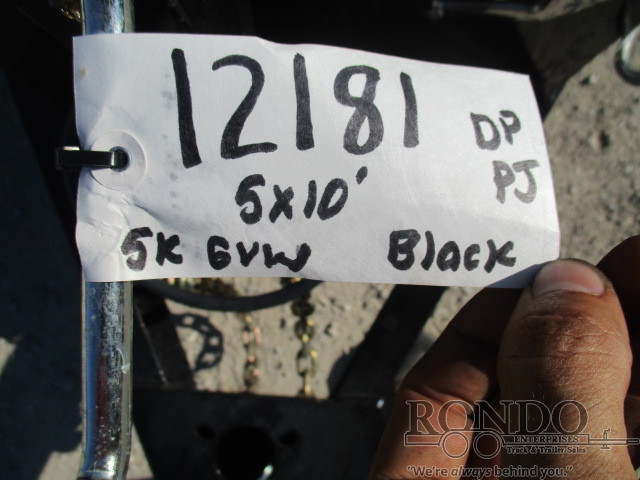 12181
DP
PJ
5X10'
5K GVW Black
RONDO
ENTERPRISES
Truck & Trailer Sales
"We're always behind you."